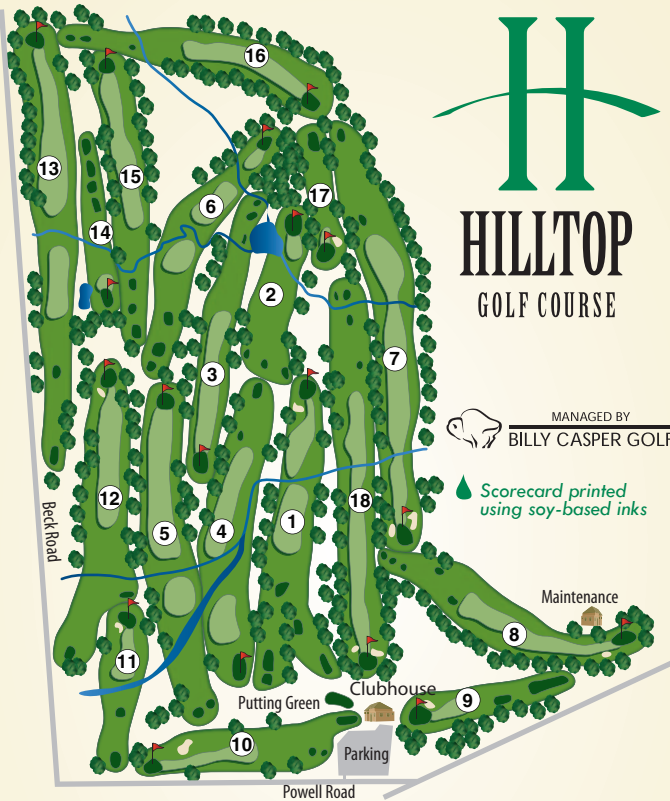 16
13
15
17
6
14
2
7
3
12
18
5
4
1
8
11
9
10
H
HILLTOP
GOLF COURSE
MANAGED BY
BILLY CASPER GOLF
Scorecard printed
using soy-based inks
Beck Road
Maintenance
Clubhouse
Putting Green
Parking
Powell Road